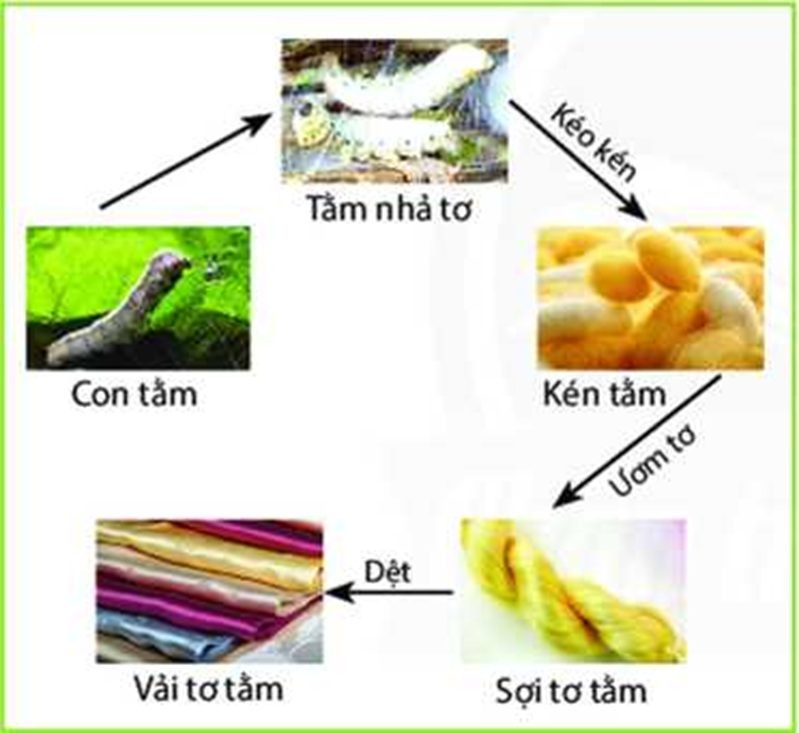 Tằm nhả tơ
Kéo kén
Con tằm
Kén tằm
Ươm tơ
Dệt
Vải tơ tằm
Sợi tơ tằm